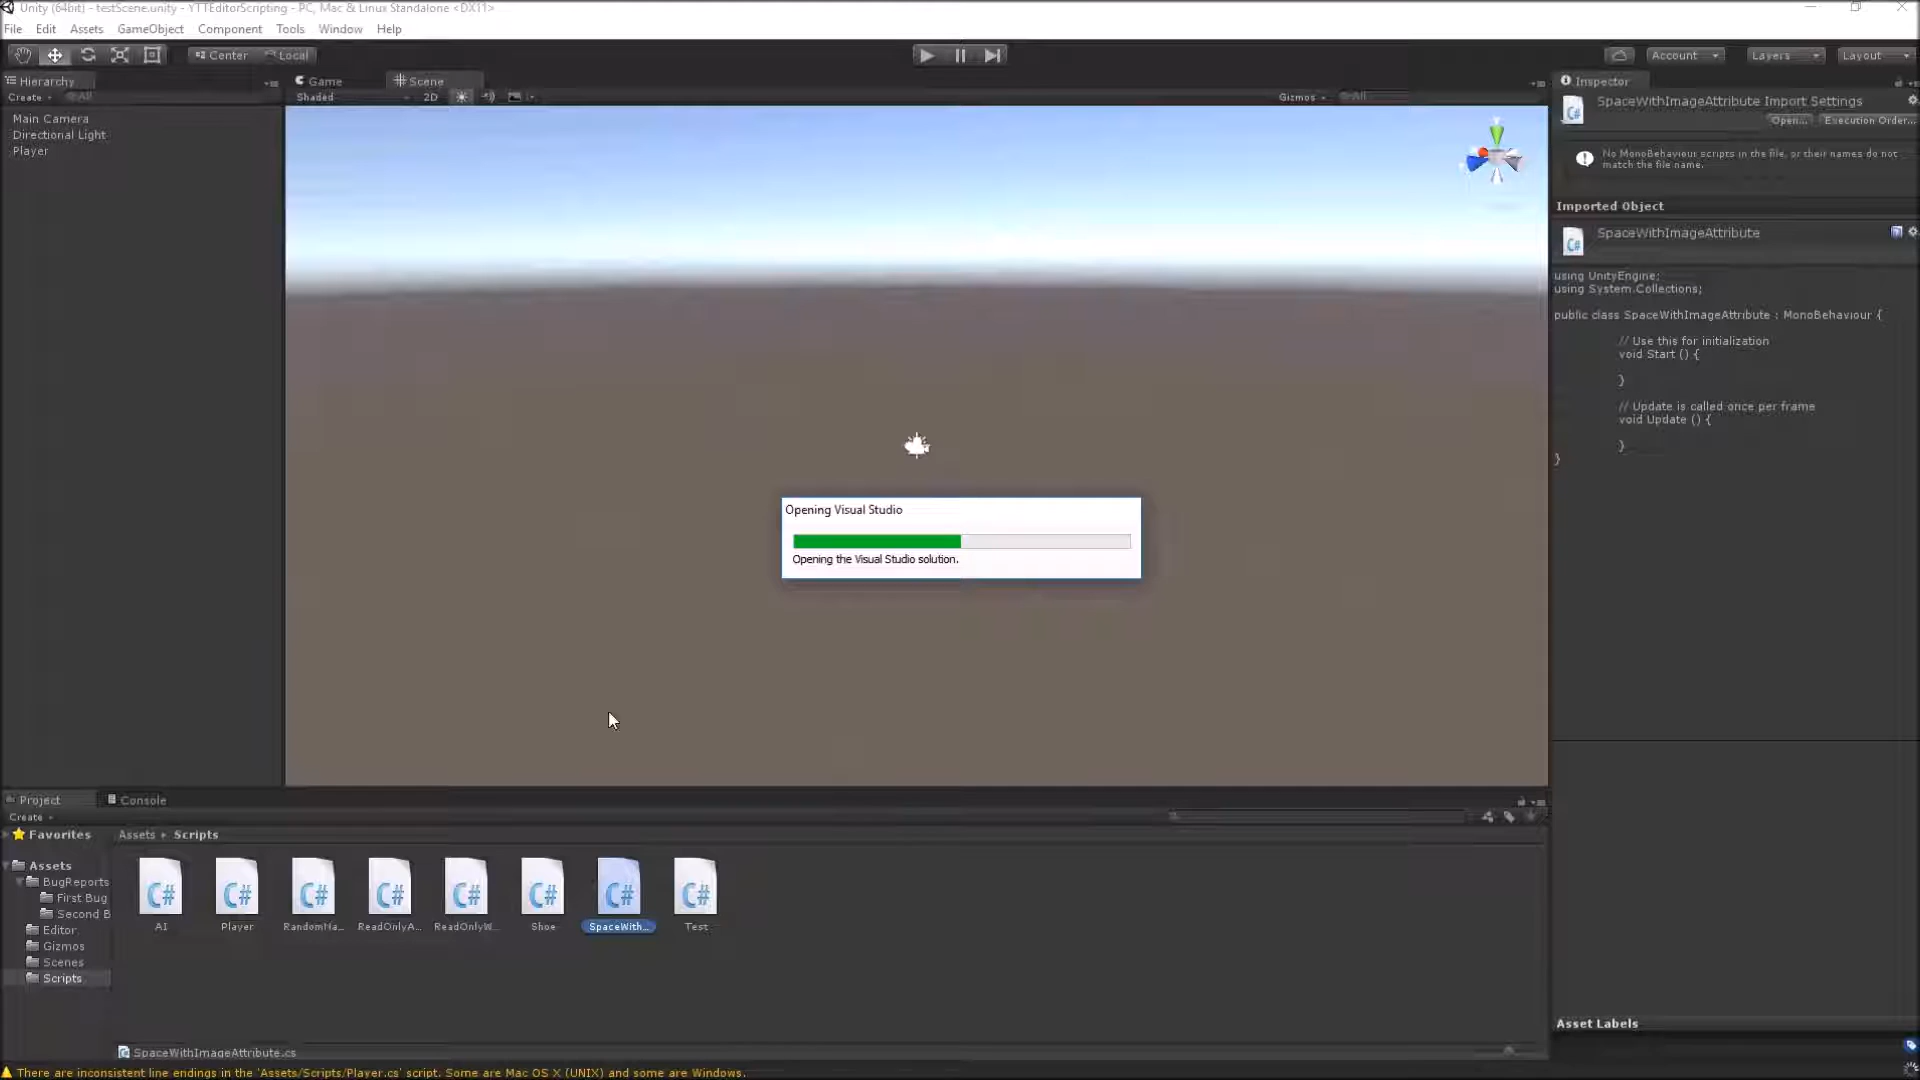 Unity (64bit) - testScene.unity - YTTEditorScripting - PC, Mac & Linux Standalone <DX11>
File Edit Assets GameObject Component Tools Window Help
Center Local
Account Layers Layout
Hierarchy
Create All
Main Camera
Directional Light
Player
Game Scene
Shaded 2D Gizmos All
Opening Visual Studio
Opening the Visual Studio solution.
Inspector
SpaceWithImageAttribute Import Settings
Open... Execution Order...
No MonoBehaviour scripts in the file, or their names do not
match the file name.
Imported Object
SpaceWithImageAttribute
using UnityEngine;
using System.Collections;
public class SpaceWithImageAttribute : MonoBehaviour {
// Use this for initialization
void Start () {
}
// Update is called once per frame
void Update () {
}
}
Project Console
Create
Favorites
Assets
BugReports
First Bug
Second B
Editor
Gizmos
Scenes
Scripts
Assets Scripts
C# C# C# C# C# C# C# C#
AI Player RandomNa... ReadOnlyA... ReadOnlyW... Shoe SpaceWith... Test
SpaceWithImageAttribute.cs
Asset Labels
There are inconsistent line endings in the 'Assets/Scripts/Player.cs' script. Some are Mac OS X (UNIX) and some are Windows.